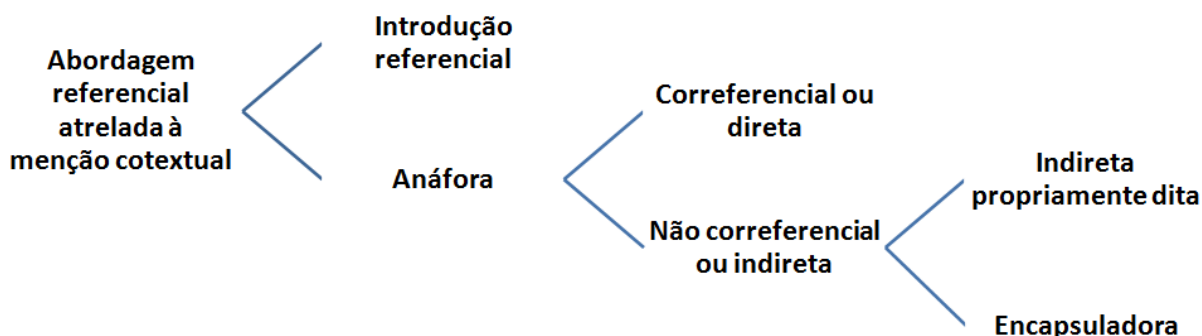 Abordagem
referencial
atrelada à
menção cotextual
Introdução
referencial
Anáfora
Correferencial ou
direta
Não correferencial
ou indireta
Indireta
propriamente dita
Encapsuladora